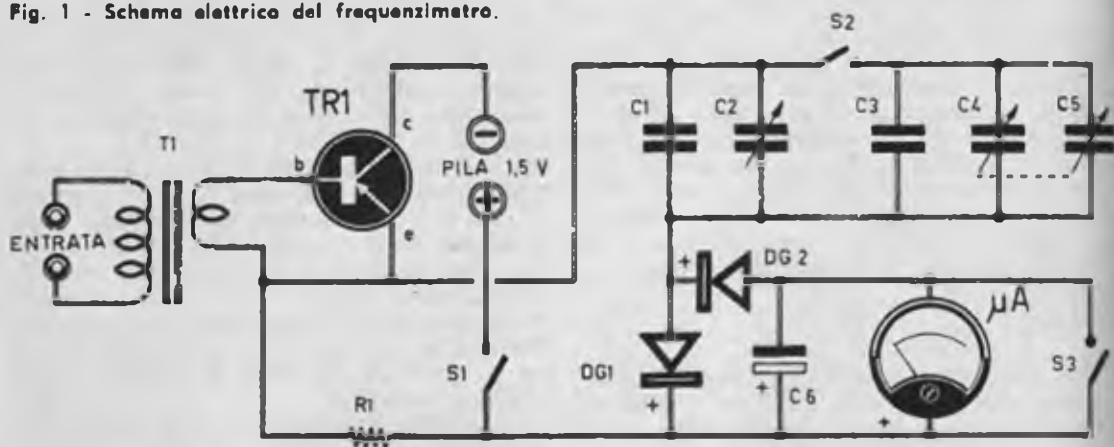 Fig. 1 - Schema elettrico del frequenzimetro.
S2
TR1
c
C1
C2
C3
C4
C5
T1
b
PILA 1,5 V
ENTRATA
e
+
DG 2
µA
S1
DG1
+
+
C6
+
S3
R1